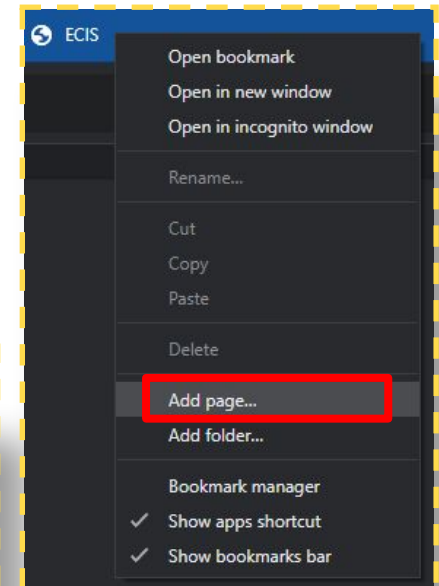 ECIS
Open bookmark
Open in new window
Open in incognito window
Rename...
Cut
Copy
Paste
Delete
Add page...
Add folder...
Bookmark manager
Show apps shortcut
Show bookmarks bar